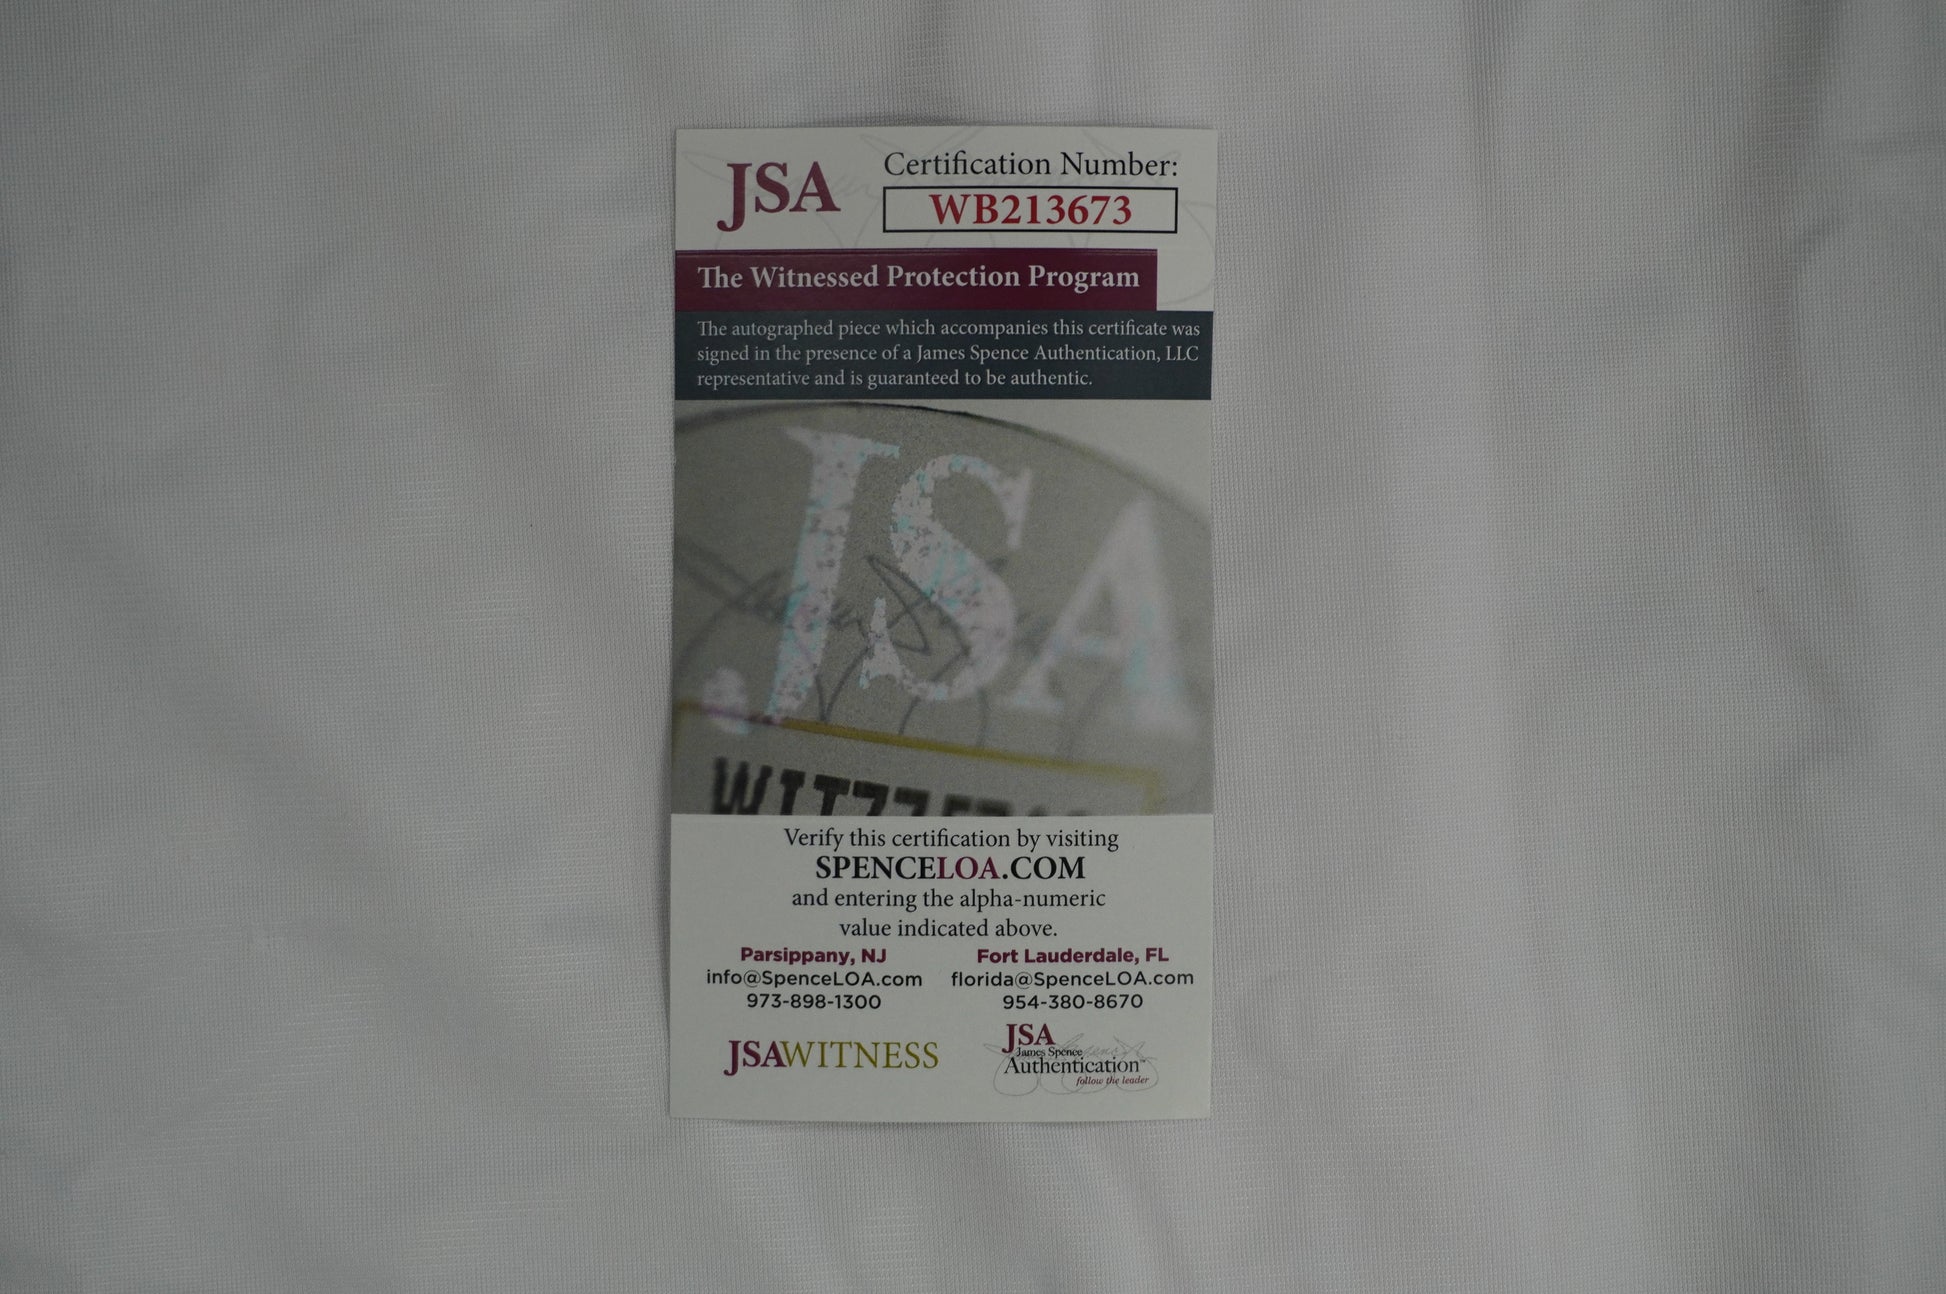 JSA
Certification Number:
WB213673
The Witnessed Protection Program
The autographed piece which accompanies this certificate was
signed in the presence of a James Spence Authentication, LLC
representative and is guaranteed to be authentic.
JSA
Verify this certification by visiting
SPENCELOA.COM
and entering the alpha-numeric
value indicated above.
Parsippany, NJ
info@SpenceLOA.com
973-898-1300
Fort Lauderdale, FL
florida@SpenceLOA.com
954-380-8670
JSAWITNESS
JSA
James Spence
Authentication™
follow the leader